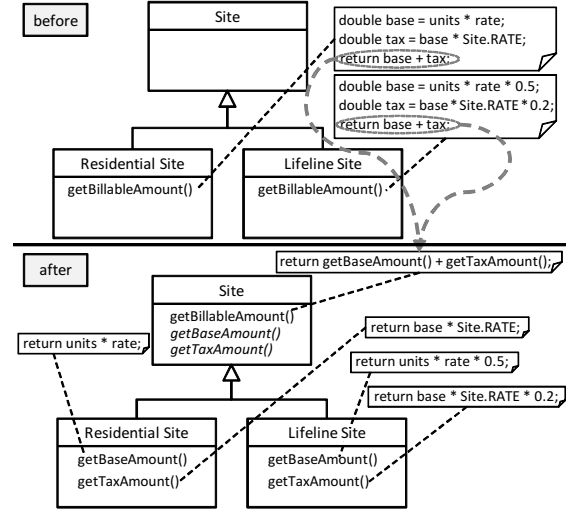 before
Site
double base = units * rate;
double tax = base * Site.RATE;
return base + tax;
double base = units * rate * 0.5;
double tax = base * Site.RATE * 0.2;
return base + tax;
Residential Site
getBillableAmount()
Lifeline Site
getBillableAmount()
after
return getBaseAmount() + getTaxAmount();
Site
getBillableAmount()
getBaseAmount()
getTaxAmount()
return units * rate;
return base * Site.RATE;
return units * rate * 0.5;
return base * Site.RATE * 0.2;
Residential Site
getBaseAmount()
getTaxAmount()
Lifeline Site
getBaseAmount()
getTaxAmount()